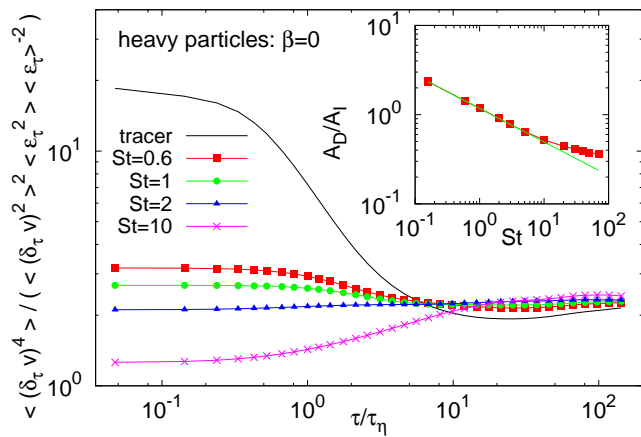 heavy particles: β=0
tracer
St=0.6
St=1
St=2
St=10
< (δ_τ v)^4 > / ( < (δ_τ v)^2 >^2 < ε_τ^2 > < ε_τ >^-2
10^1
10^0
10^-1 10^0 10^1 10^2
τ/τ_η
A_D/A_I
10^1
10^0
10^-1
10^-1 10^0 10^1 10^2
St